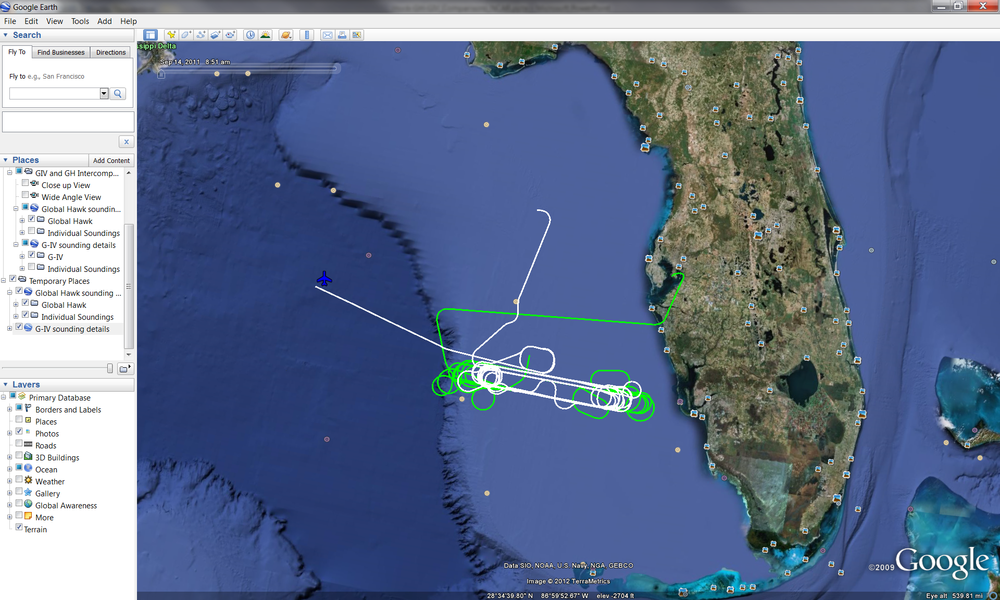 Google Earth
File Edit View Tools Add Help
Search
Fly To Find Businesses Directions
Fly to e.g., San Francisco
Places Add Content
GIV and GH Intercomp...
Close up View
Wide Angle View
Global Hawk soundin...
Global Hawk
Individual Soundings
G-IV sounding details
G-IV
Individual Soundings
Temporary Places
Global Hawk sounding ...
Global Hawk
Individual Soundings
G-IV sounding details
Layers
Primary Database
Borders and Labels
Places
Photos
Roads
3D Buildings
Ocean
Weather
Gallery
Global Awareness
More
Terrain
ssippi Delta
Sep 14, 2011 8:51 am
Data SIO, NOAA, U.S. Navy, NGA, GEBCO
Image © 2012 TerraMetrics
©2009 Google™
28°34'39.80" N 86°59'52.67" W elev -2704 ft
Eye alt 539.81 mi